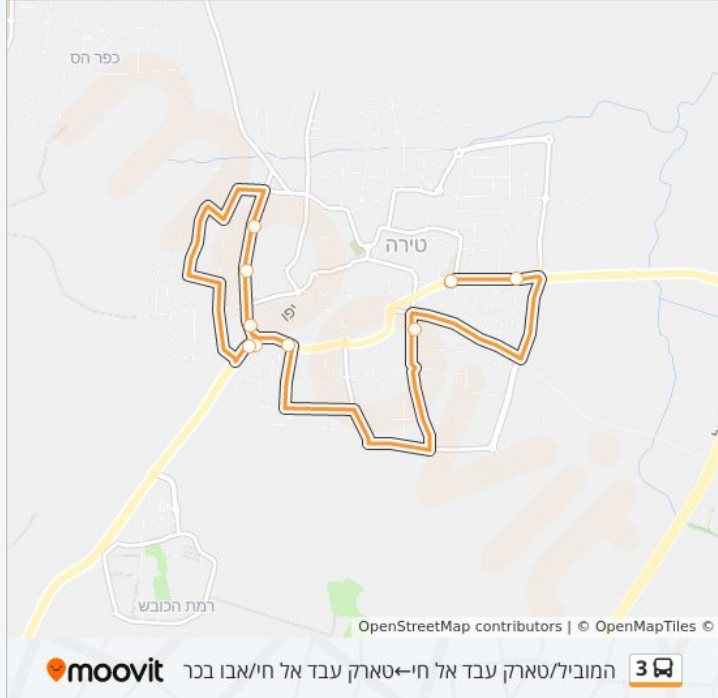 כפר הס
טירה
יפו
רמת הכובש
OpenStreetMap contributors | © OpenMapTiles ©
3 המוביל/טארק עבד אל חי←טארק עבד אל חי/אבו בכר moovit